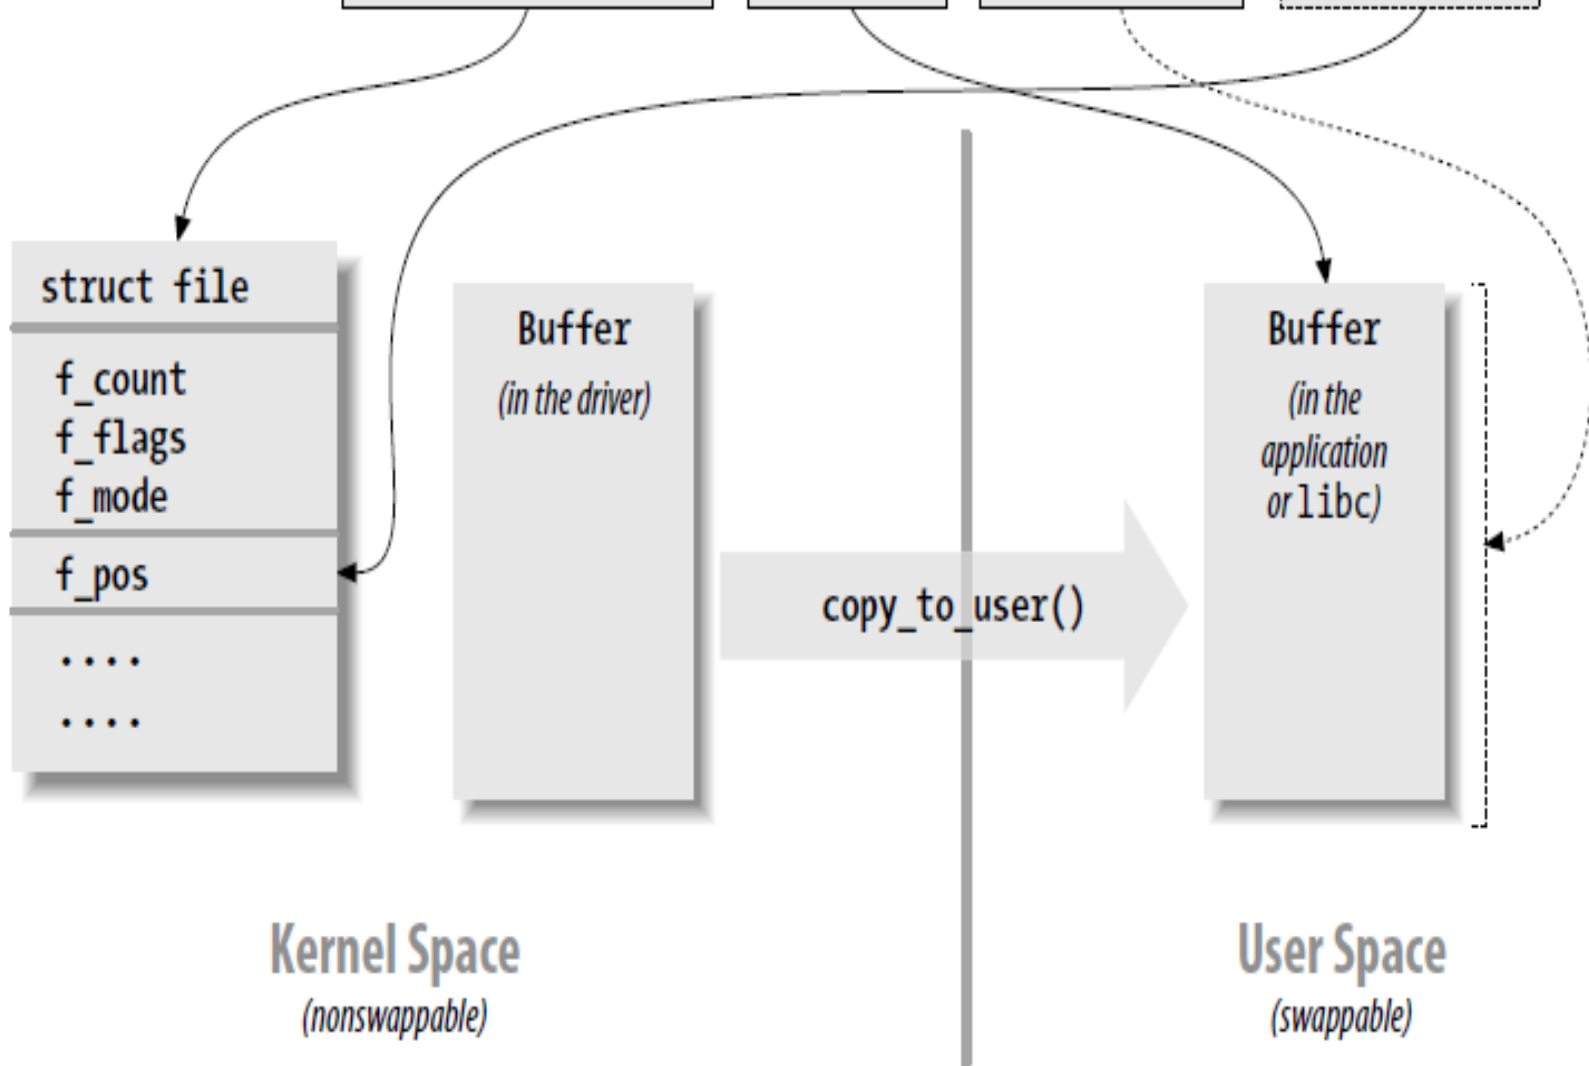 struct file
f_count
f_flags
f_mode
f_pos
....
....
Buffer
(in the driver)
copy_to_user()
Buffer
(in the
application
or libc)
Kernel Space
(nonswappable)
User Space
(swappable)